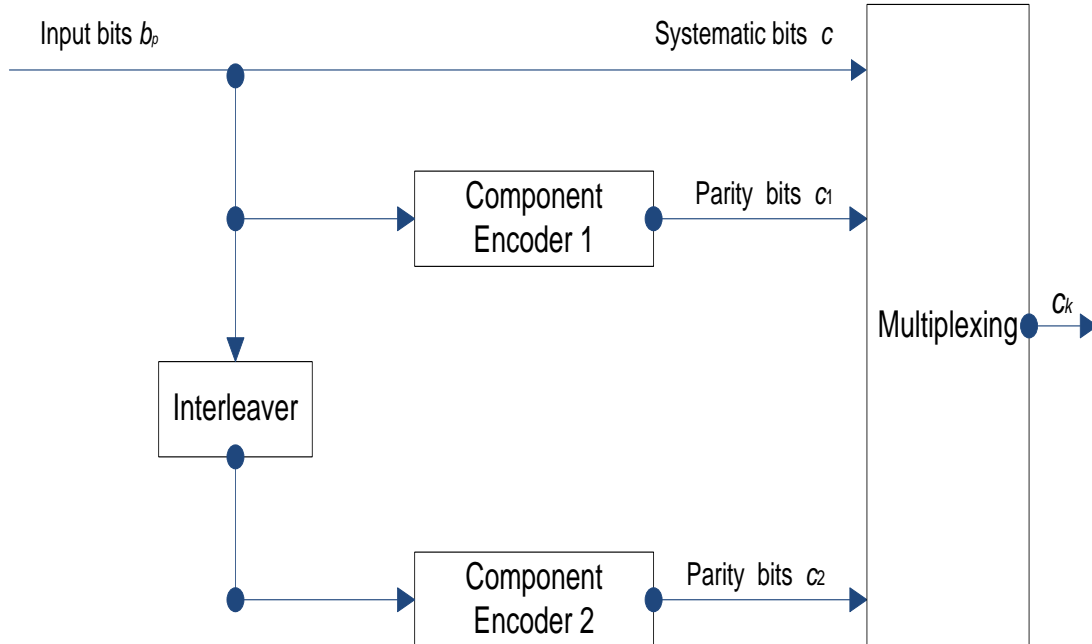 Input bits bp
Systematic bits c
Component
Encoder 1
Parity bits c1
Multiplexing
ck
Interleaver
Component
Encoder 2
Parity bits c2